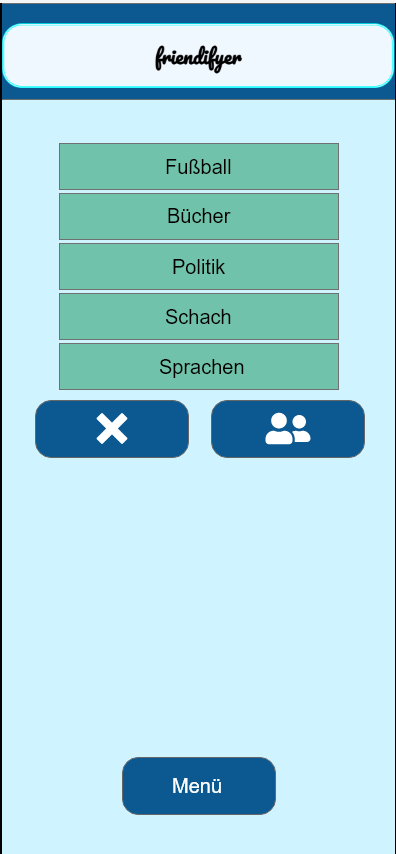 friendifyer
Fußball
Bücher
Politik
Schach
Sprachen
Menü